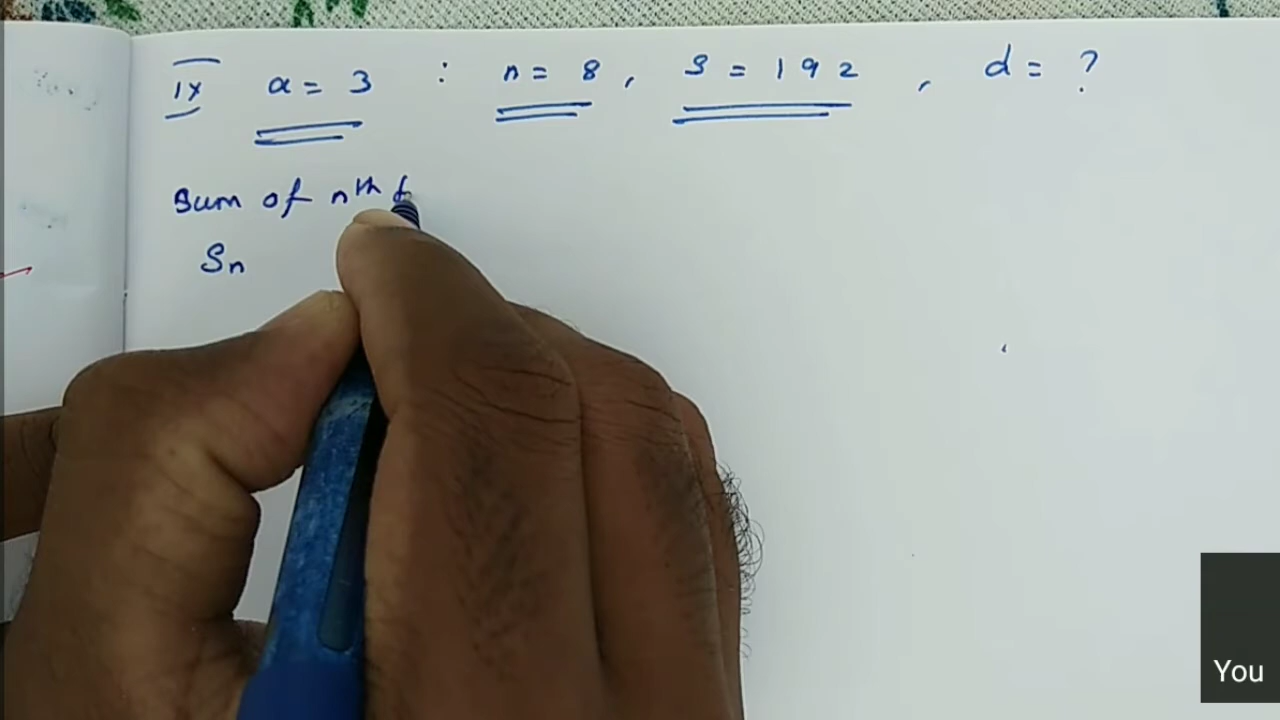 ix a = 3 : n = 8, S = 192, d = ?
Sum of nth t
Sn
You